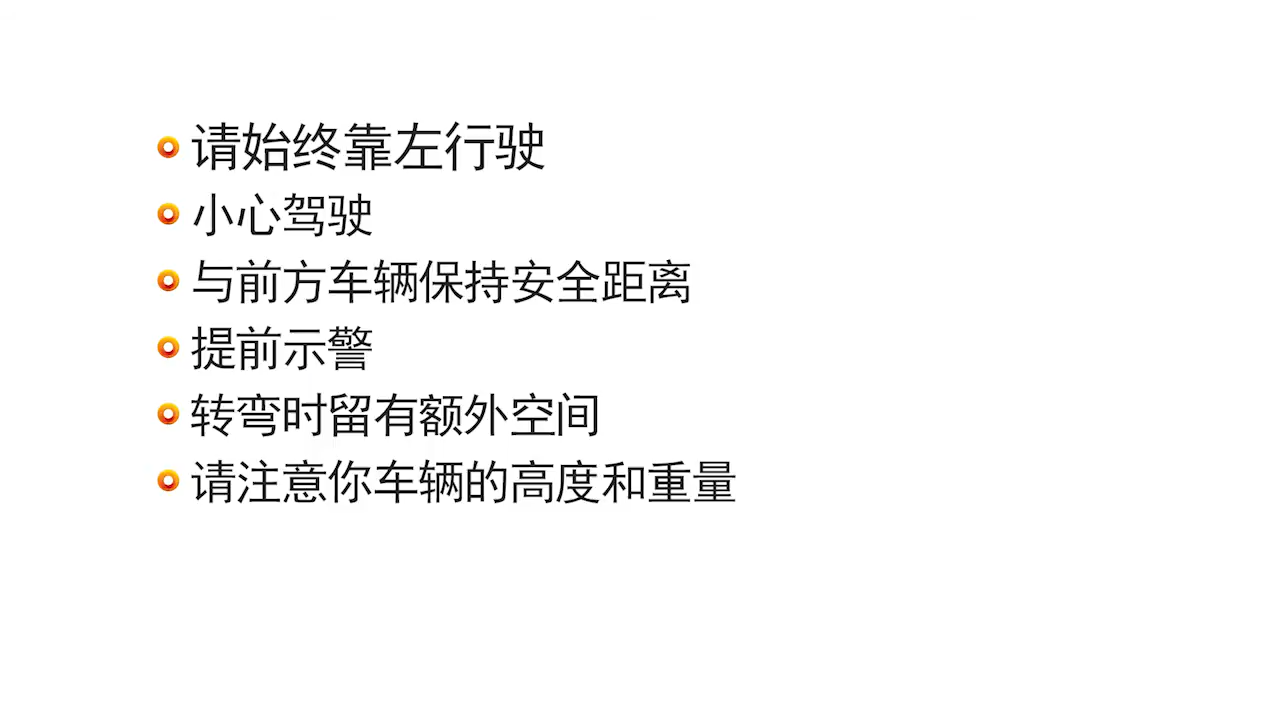 请始终靠左行驶
小心驾驶
与前方车辆保持安全距离
提前示警
转弯时留有额外空间
请注意你车辆的高度和重量